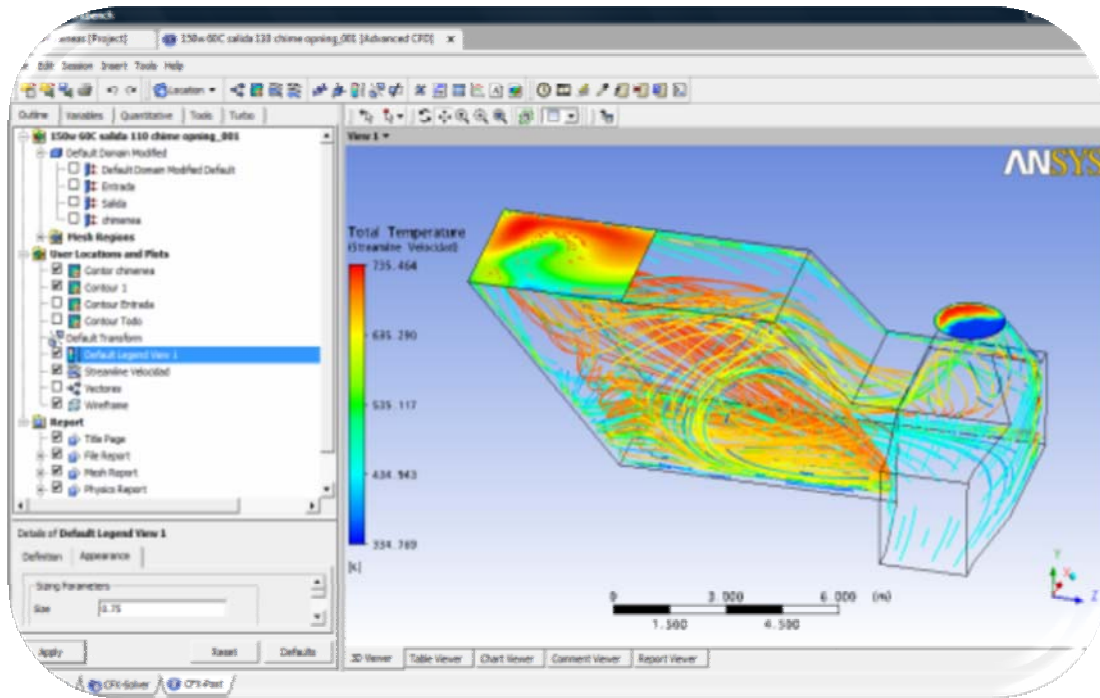 150w 60C salida 110 chime opning_001 [Advanced CFD]
Edit Session Insert Tools Help
Location
Outline Variables Quantitative Tools Turbo
View 1
150w 60C salida 110 chime opning_001
Default Domain Modified
Default Domain Modified Default
Entrada
Salida
chimenea
Mesh Regions
User Locations and Plots
Contor chimenea
Contour 1
Contour Entrada
Contour Todo
Default Transform
Default Legend View 1
Streamline Velocidad
Vectores
Wireframe
Report
Title Page
File Report
Mesh Report
Physics Report
Details of Default Legend View 1
Definition Appearance
Sizing Parameters
Size 0.75
Apply Reset Defaults
CFX-Solver CFX-Post
ANSYS
Total Temperature
(Streamline Velocidad)
735.464
635.290
535.117
434.943
334.769
[K]
0 3.000 6.000 (m)
1.500 4.500
Y
X
Z
3D Viewer Table Viewer Chart Viewer Comment Viewer Report Viewer